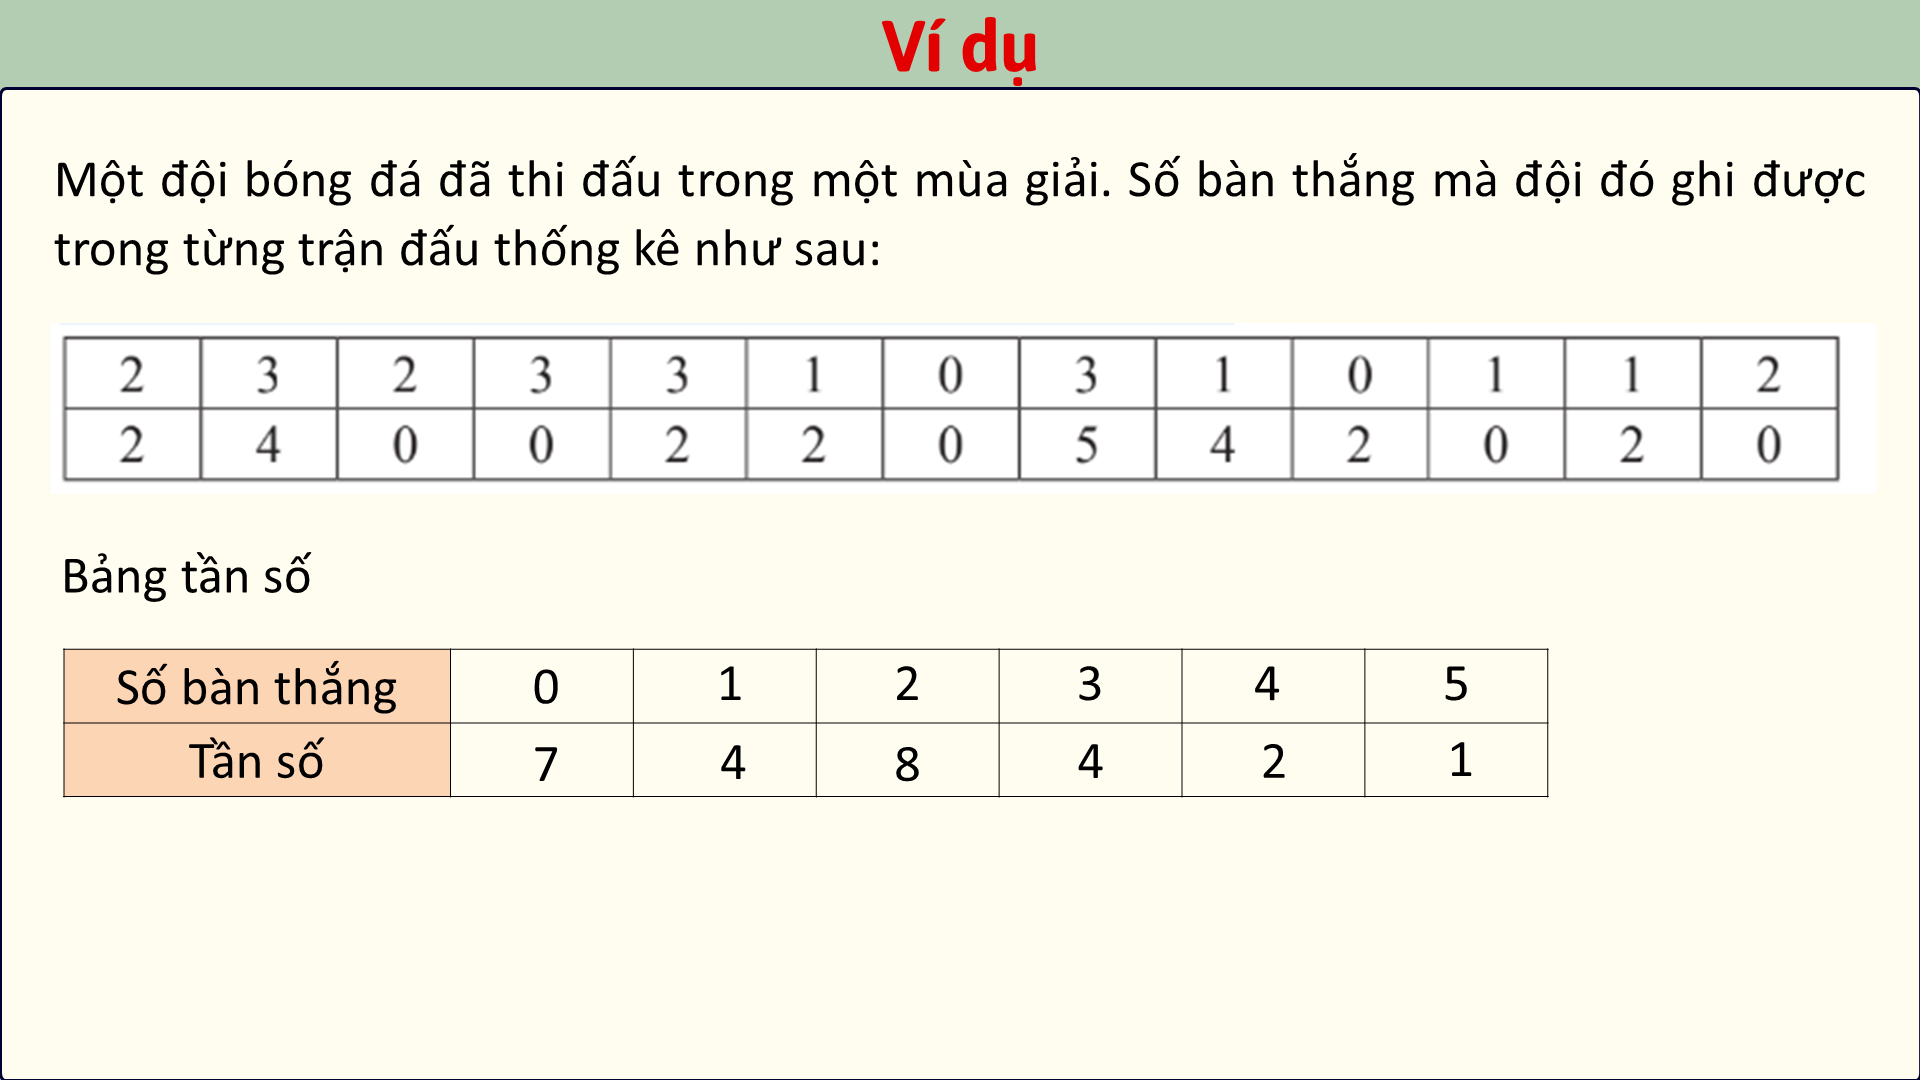 Ví dụ
Một đội bóng đá đã thi đấu trong một mùa giải. Số bàn thắng mà đội đó ghi được
trong từng trận đấu thống kê như sau:
2 3 2 3 3 1 0 3 1 0 1 1 2
2 4 0 0 2 2 0 5 4 2 0 2 0
Bảng tần số
Số bàn thắng 0 1 2 3 4 5
Tần số 7 4 8 4 2 1